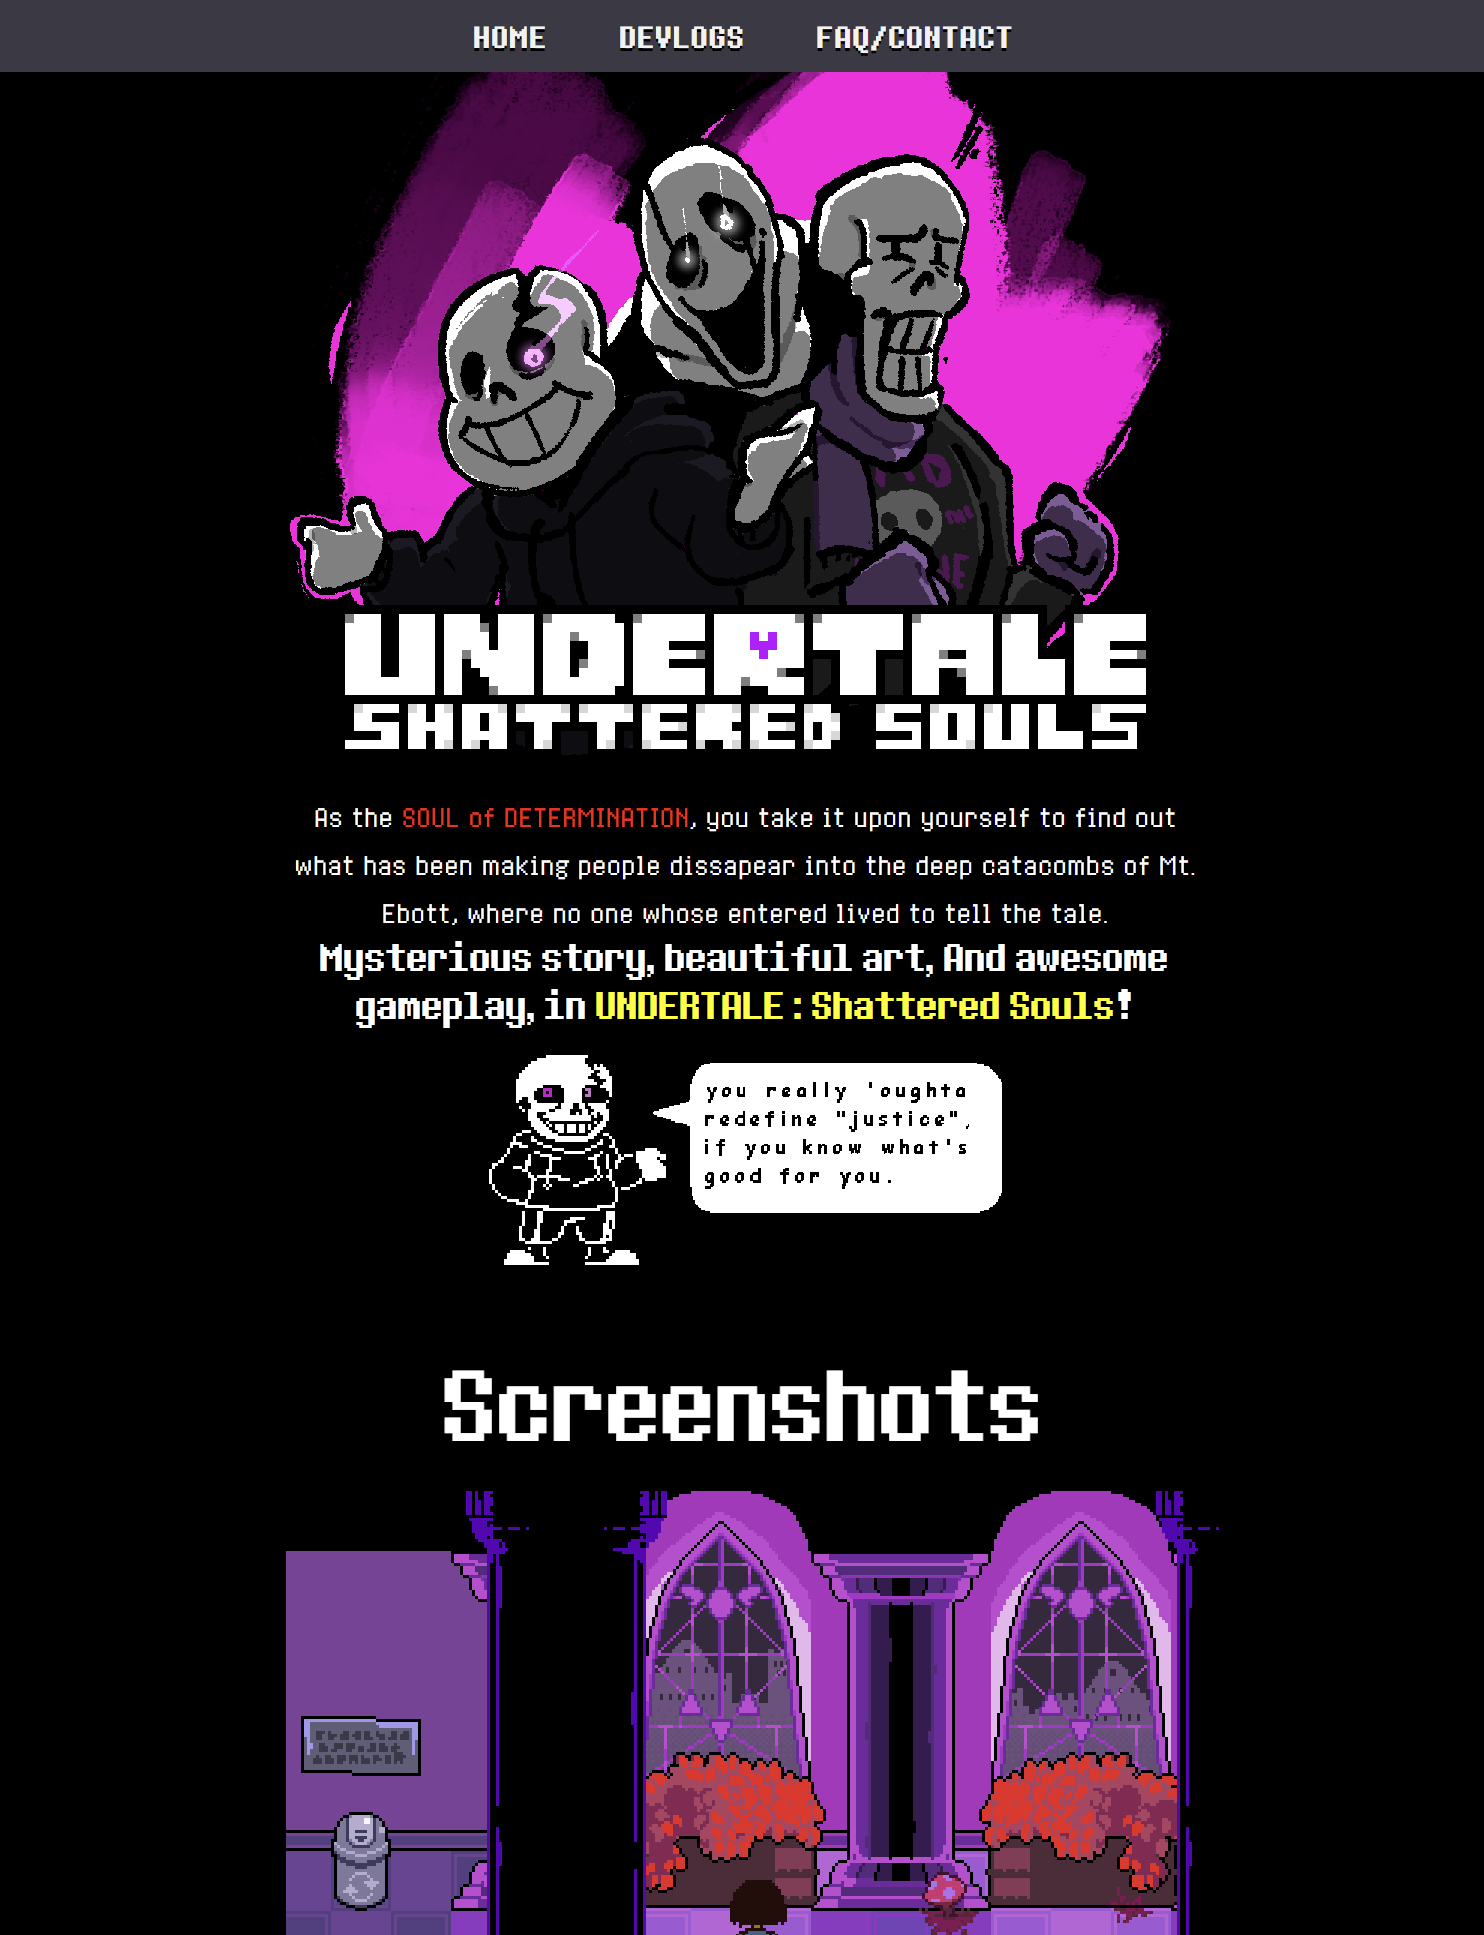 HOME DEVLOGS FAQ/CONTACT
UNDERTALE
SHATTERED SOULS
As the SOUL of DETERMINATION, you take it upon yourself to find out
what has been making people dissapear into the deep catacombs of Mt.
Ebott, where no one whose entered lived to tell the tale.
Mysterious story, beautiful art, And awesome
gameplay, in UNDERTALE : Shattered Souls!
you really 'oughta
redefine "justice",
if you know what's
good for you.
Screenshots